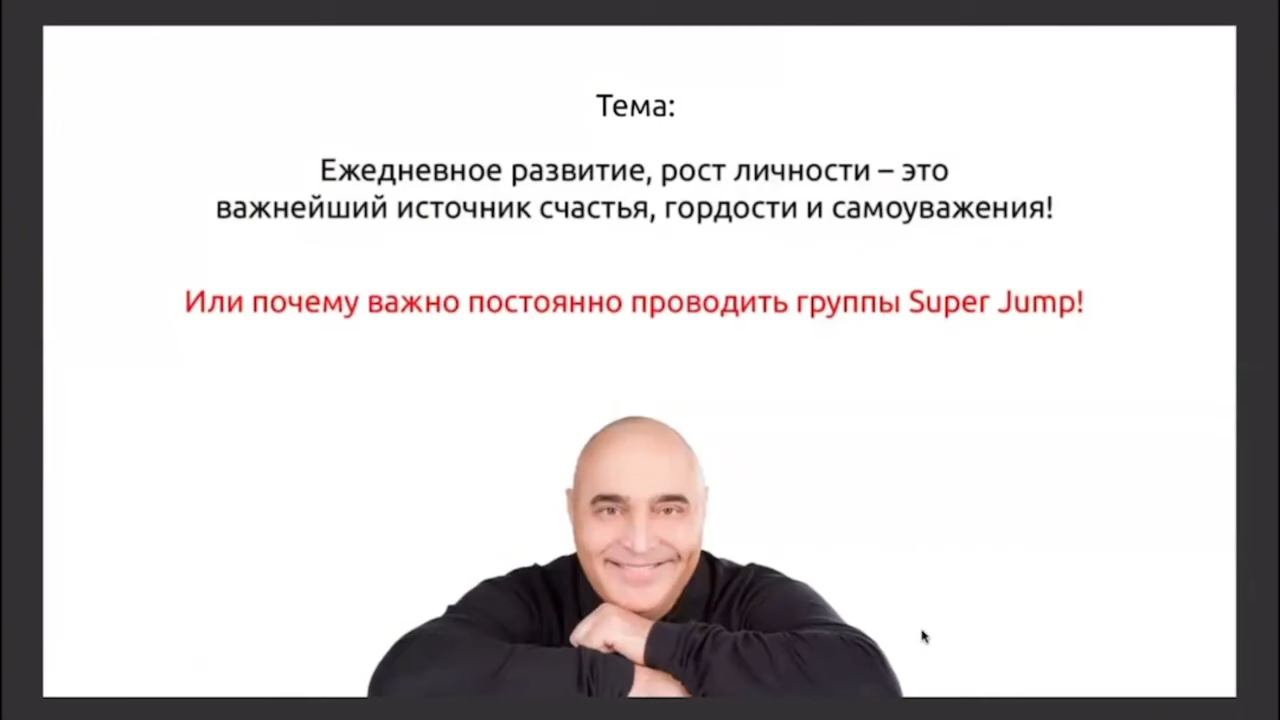 Тема:
Ежедневное развитие, рост личности – это
важнейший источник счастья, гордости и самоуважения!
Или почему важно постоянно проводить группы Super Jump!